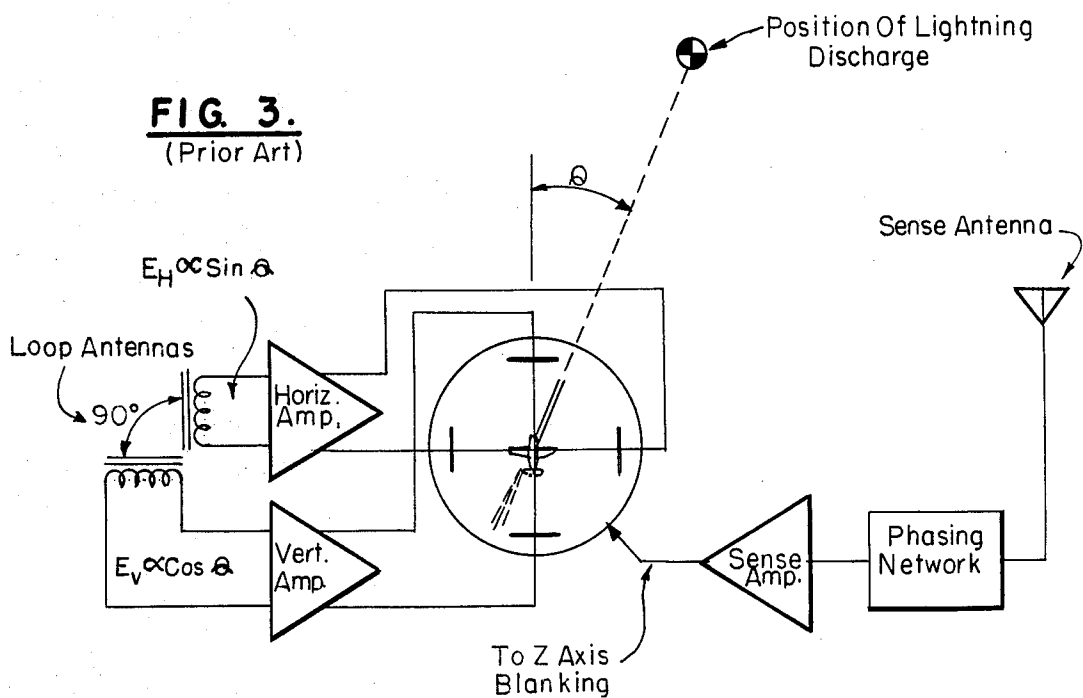 Position Of Lightning
Discharge
FIG. 3.
(Prior Art)
θ
Sense Antenna
E_H ∝ Sin θ
Loop Antennas
90°
Horiz.
Amp.
E_V ∝ Cos θ
Vert.
Amp.
Sense
Amp.
Phasing
Network
To Z Axis
Blanking